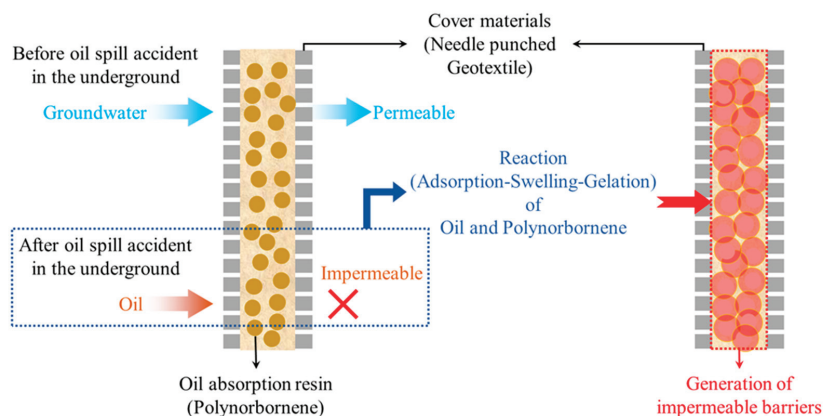 Before oil spill accident
in the underground
Cover materials
(Needle punched
Geotextile)
Groundwater
Permeable
Reaction
(Adsorption-Swelling-Gelation)
of
Oil and Polynorbornene
After oil spill accident
in the underground
Impermeable
Oil
Oil absorption resin
(Polynorbornene)
Generation of
impermeable barriers